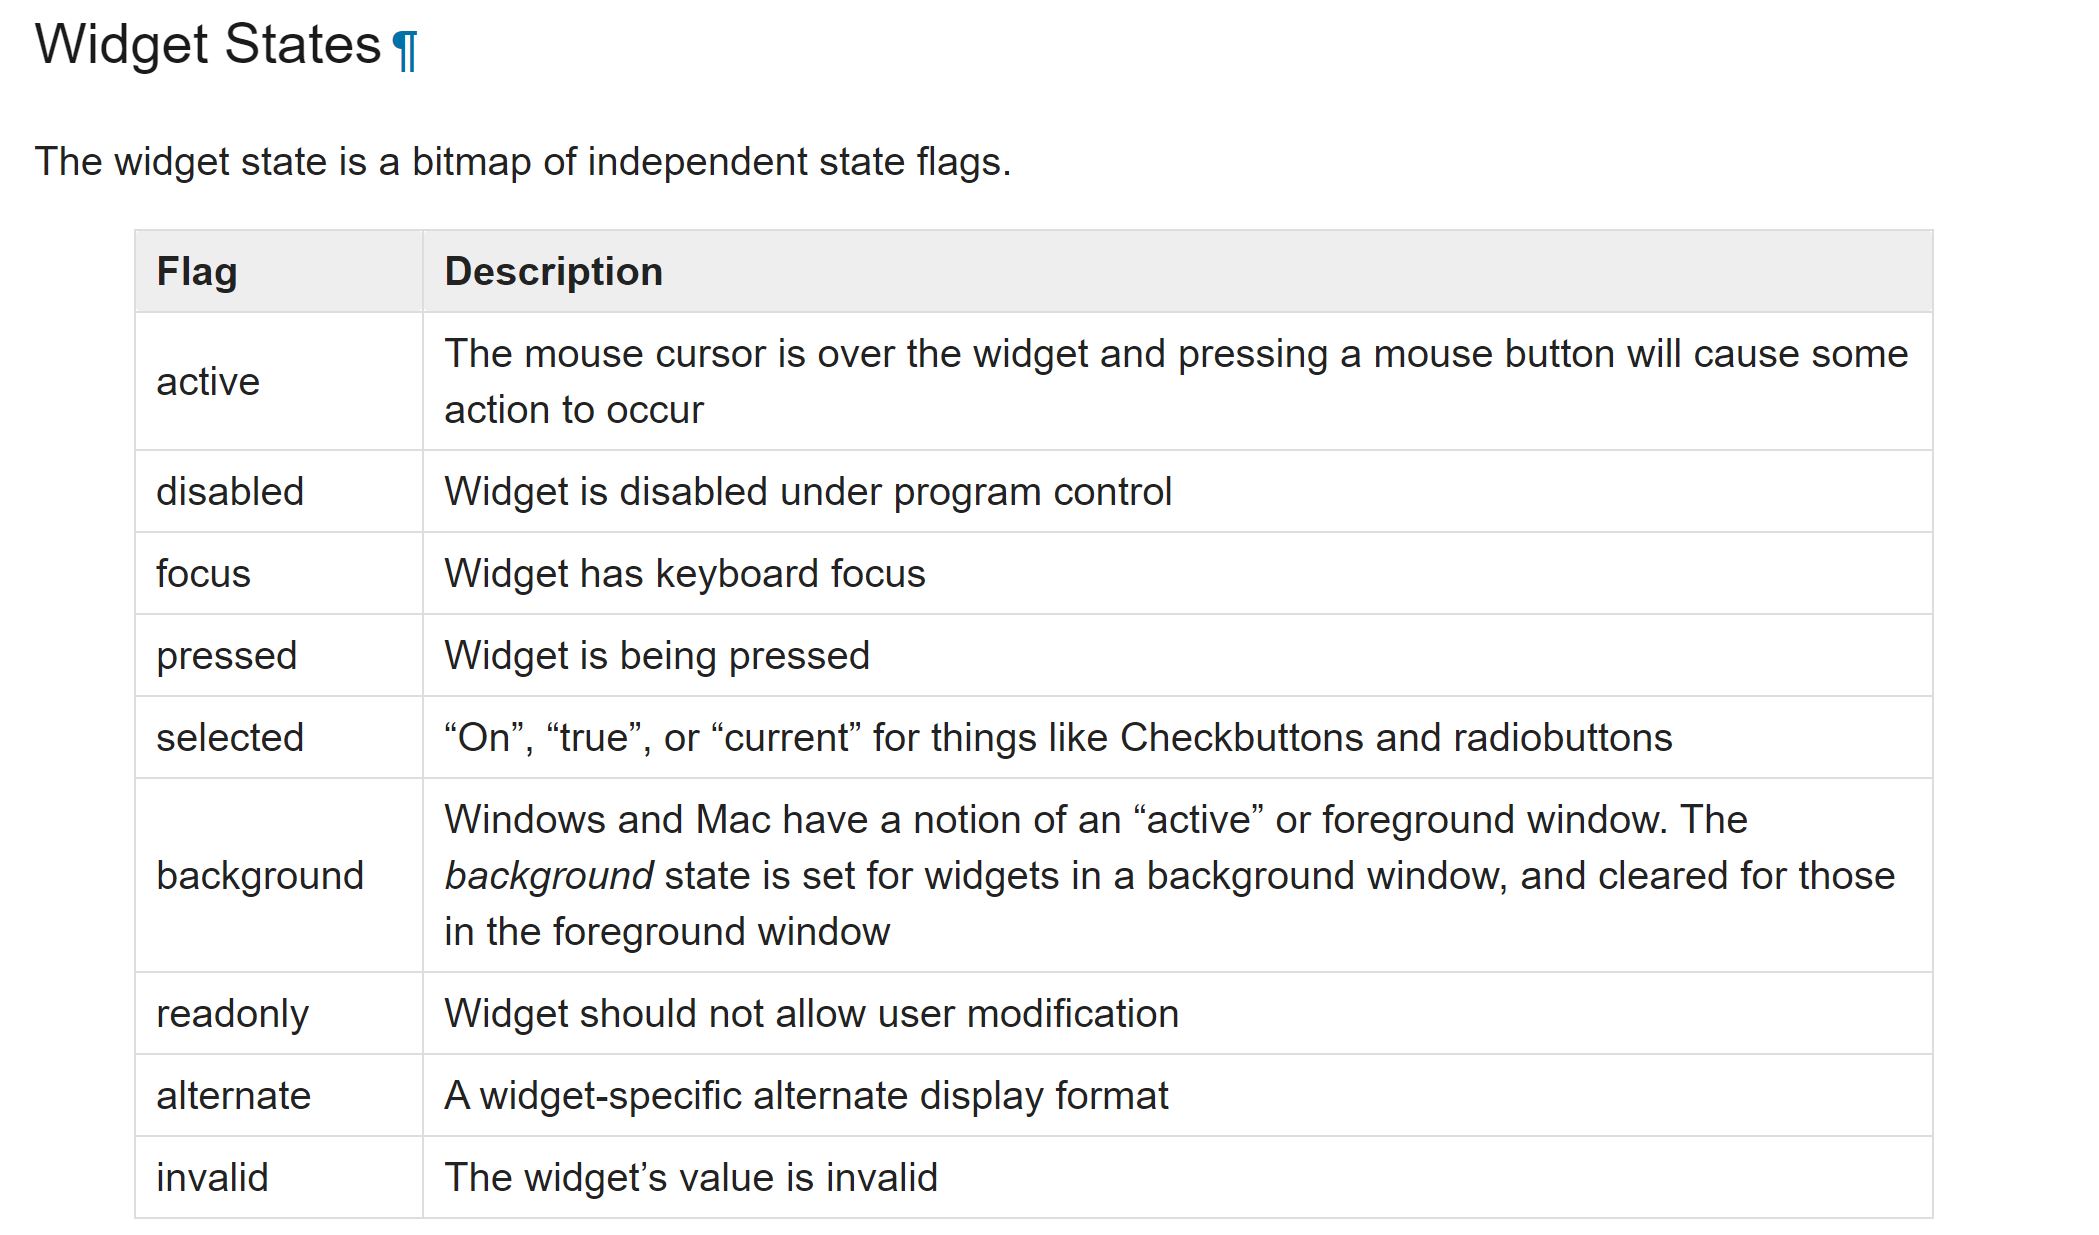 Widget States ¶
The widget state is a bitmap of independent state flags.
Flag Description
active The mouse cursor is over the widget and pressing a mouse button will cause some
action to occur
disabled Widget is disabled under program control
focus Widget has keyboard focus
pressed Widget is being pressed
selected “On”, “true”, or “current” for things like Checkbuttons and radiobuttons
background Windows and Mac have a notion of an “active” or foreground window. The
background state is set for widgets in a background window, and cleared for those
in the foreground window
readonly Widget should not allow user modification
alternate A widget-specific alternate display format
invalid The widget’s value is invalid